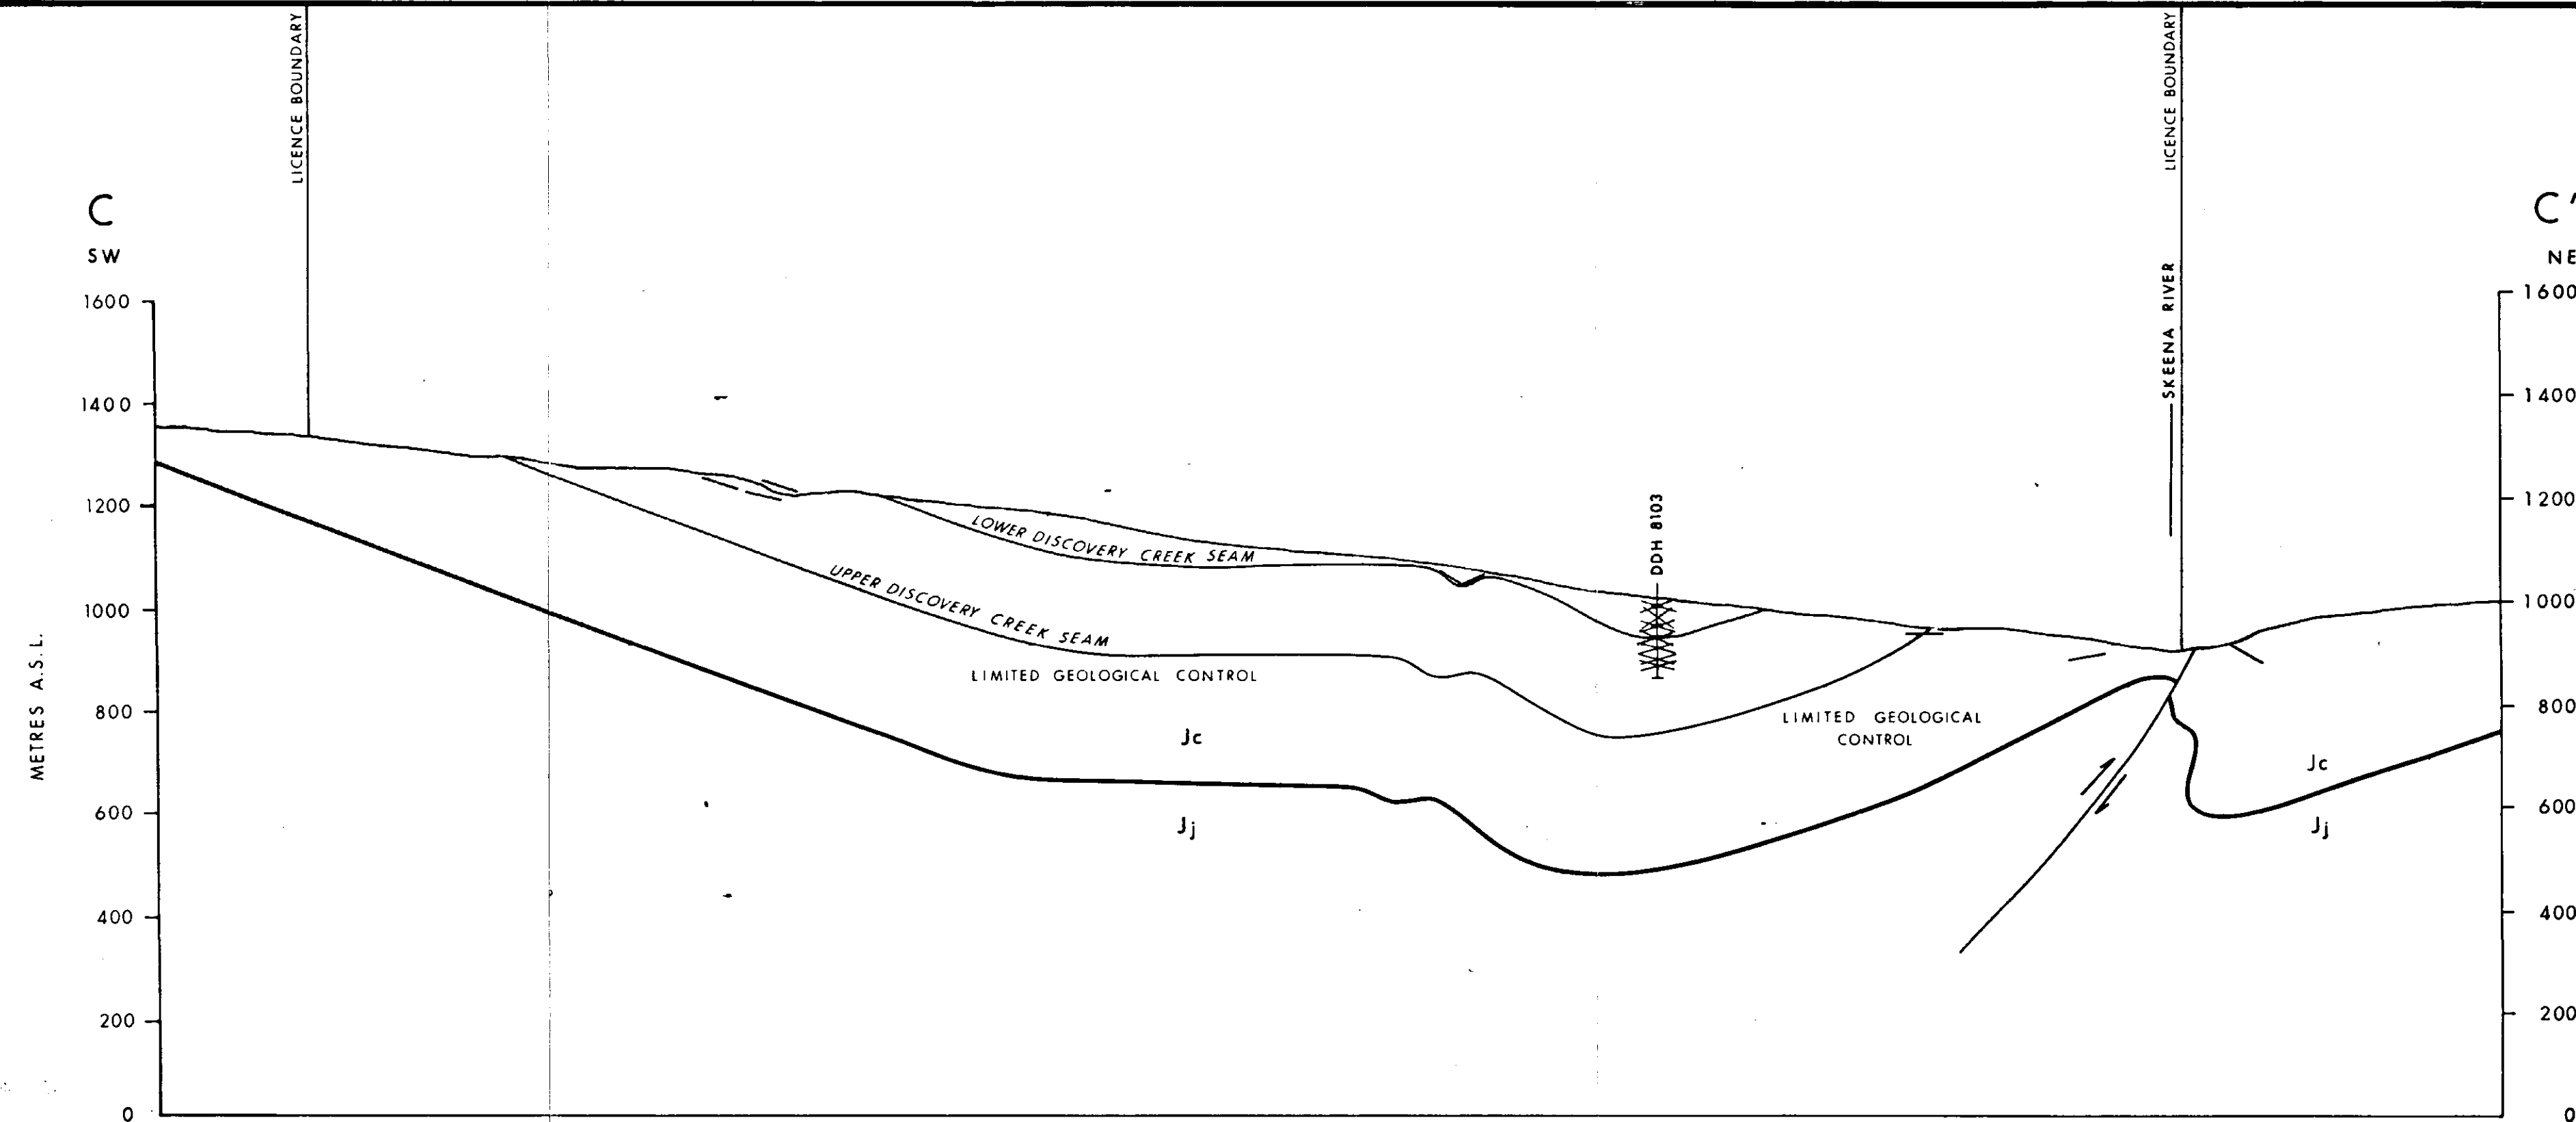 LICENCE BOUNDARY
LICENCE BOUNDARY
C
C'
SW
NE
SKEENA RIVER
METRES A.S.L.
1600
1400
1200
1000
800
600
400
200
0
1600
1400
1200
1000
800
600
400
200
0
DDH 8103
LOWER DISCOVERY CREEK SEAM
UPPER DISCOVERY CREEK SEAM
LIMITED GEOLOGICAL CONTROL
LIMITED GEOLOGICAL
CONTROL
Jc
Jj
Jc
Jj